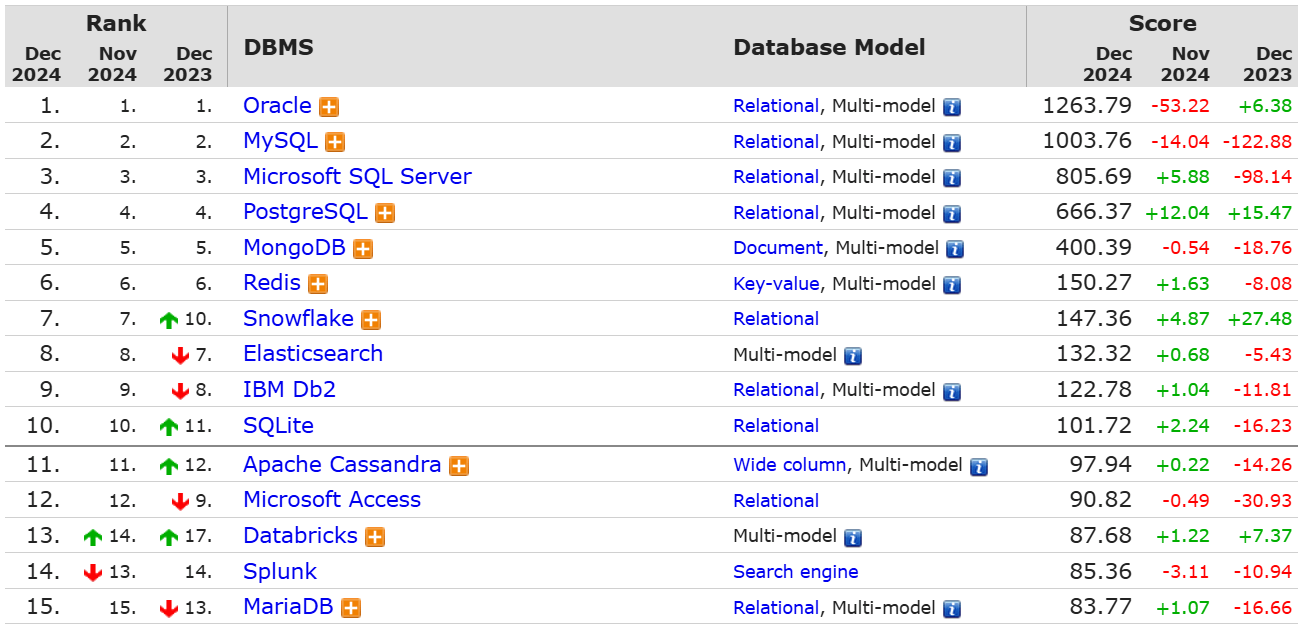 Rank DBMS Database Model Score
Dec 2024 Nov 2024 Dec 2023 Dec 2024 Nov 2024 Dec 2023
1. 1. 1. Oracle Relational, Multi-model 1263.79 -53.22 +6.38
2. 2. 2. MySQL Relational, Multi-model 1003.76 -14.04 -122.88
3. 3. 3. Microsoft SQL Server Relational, Multi-model 805.69 +5.88 -98.14
4. 4. 4. PostgreSQL Relational, Multi-model 666.37 +12.04 +15.47
5. 5. 5. MongoDB Document, Multi-model 400.39 -0.54 -18.76
6. 6. 6. Redis Key-value, Multi-model 150.27 +1.63 -8.08
7. 7. 10. Snowflake Relational 147.36 +4.87 +27.48
8. 8. 7. Elasticsearch Multi-model 132.32 +0.68 -5.43
9. 9. 8. IBM Db2 Relational, Multi-model 122.78 +1.04 -11.81
10. 10. 11. SQLite Relational 101.72 +2.24 -16.23
11. 11. 12. Apache Cassandra Wide column, Multi-model 97.94 +0.22 -14.26
12. 12. 9. Microsoft Access Relational 90.82 -0.49 -30.93
13. 14. 17. Databricks Multi-model 87.68 +1.22 +7.37
14. 13. 14. Splunk Search engine 85.36 -3.11 -10.94
15. 15. 13. MariaDB Relational, Multi-model 83.77 +1.07 -16.66